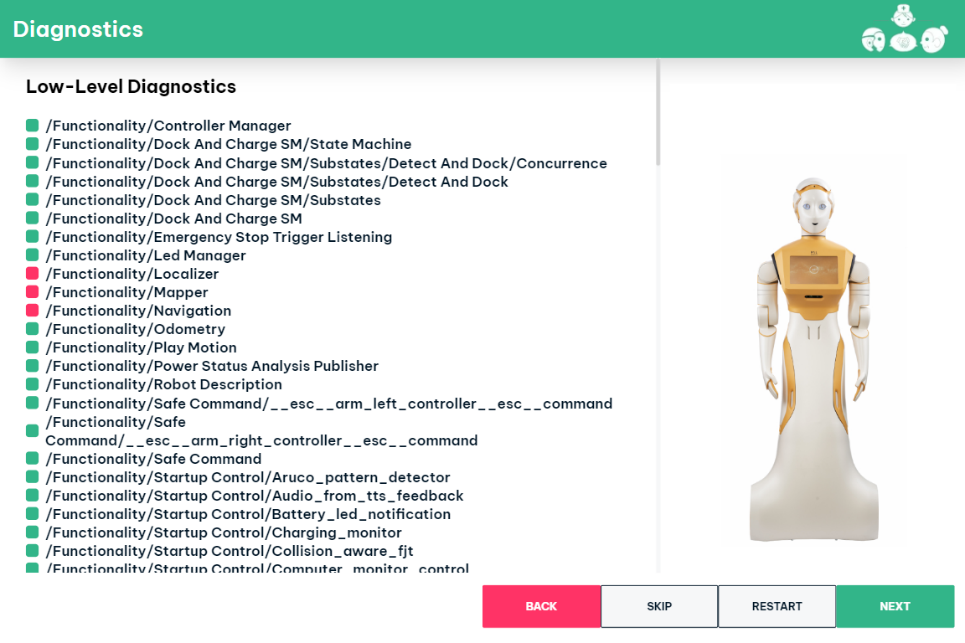 Diagnostics
Low-Level Diagnostics
/Functionality/Controller Manager
/Functionality/Dock And Charge SM/State Machine
/Functionality/Dock And Charge SM/Substates/Detect And Dock/Concurrence
/Functionality/Dock And Charge SM/Substates/Detect And Dock
/Functionality/Dock And Charge SM/Substates
/Functionality/Dock And Charge SM
/Functionality/Emergency Stop Trigger Listening
/Functionality/Led Manager
/Functionality/Localizer
/Functionality/Mapper
/Functionality/Navigation
/Functionality/Odometry
/Functionality/Play Motion
/Functionality/Power Status Analysis Publisher
/Functionality/Robot Description
/Functionality/Safe Command/__esc__arm_left_controller__esc__command
/Functionality/Safe
Command/__esc__arm_right_controller__esc__command
/Functionality/Safe Command
/Functionality/Startup Control/Aruco_pattern_detector
/Functionality/Startup Control/Audio_from_tts_feedback
/Functionality/Startup Control/Battery_led_notification
/Functionality/Startup Control/Charging_monitor
/Functionality/Startup Control/Collision_aware_fjt
/Functionality/Startup Control/Computer_monitor_control
BACK
SKIP
RESTART
NEXT